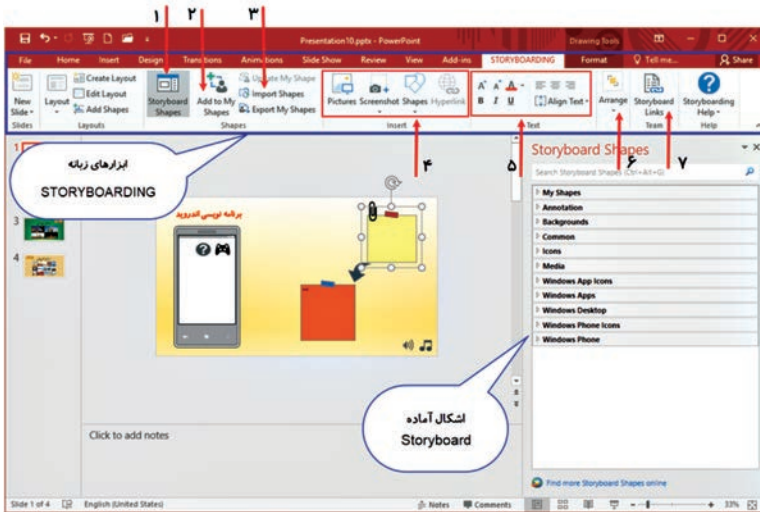 ۱ ۲ ۳
Presentation10.pptx - PowerPoint
Drawing Tools
File Home Insert Design Transitions Animations Slide Show Review View Add-ins STORYBOARDING Format Tell me... Share
New Slide
Layout
Create Layout
Edit Layout
Add Shapes
Storyboard Shapes
Add to My Shapes
Update My Shape
Import Shapes
Export My Shapes
Pictures Screenshot Shapes Hyperlink
A A A
B I U
Align Text
Arrange
Storyboard Links
Storyboarding Help
Slides Layouts Shapes Insert Text Team Help
۴ ۵ ۶ ۷
ابزارهای زبانه
STORYBOARDING
1
3
4
برنامه نویسی اندروید
Storyboard Shapes
Search Storyboard Shapes (Ctrl+Alt+G)
My Shapes
Annotation
Backgrounds
Common
Icons
Media
Windows App Icons
Windows Apps
Windows Desktop
Windows Phone Icons
Windows Phone
اشکال آماده
Storyboard
Click to add notes
Find more Storyboard Shapes online
Slide 1 of 4 English (United States) Notes Comments 33%